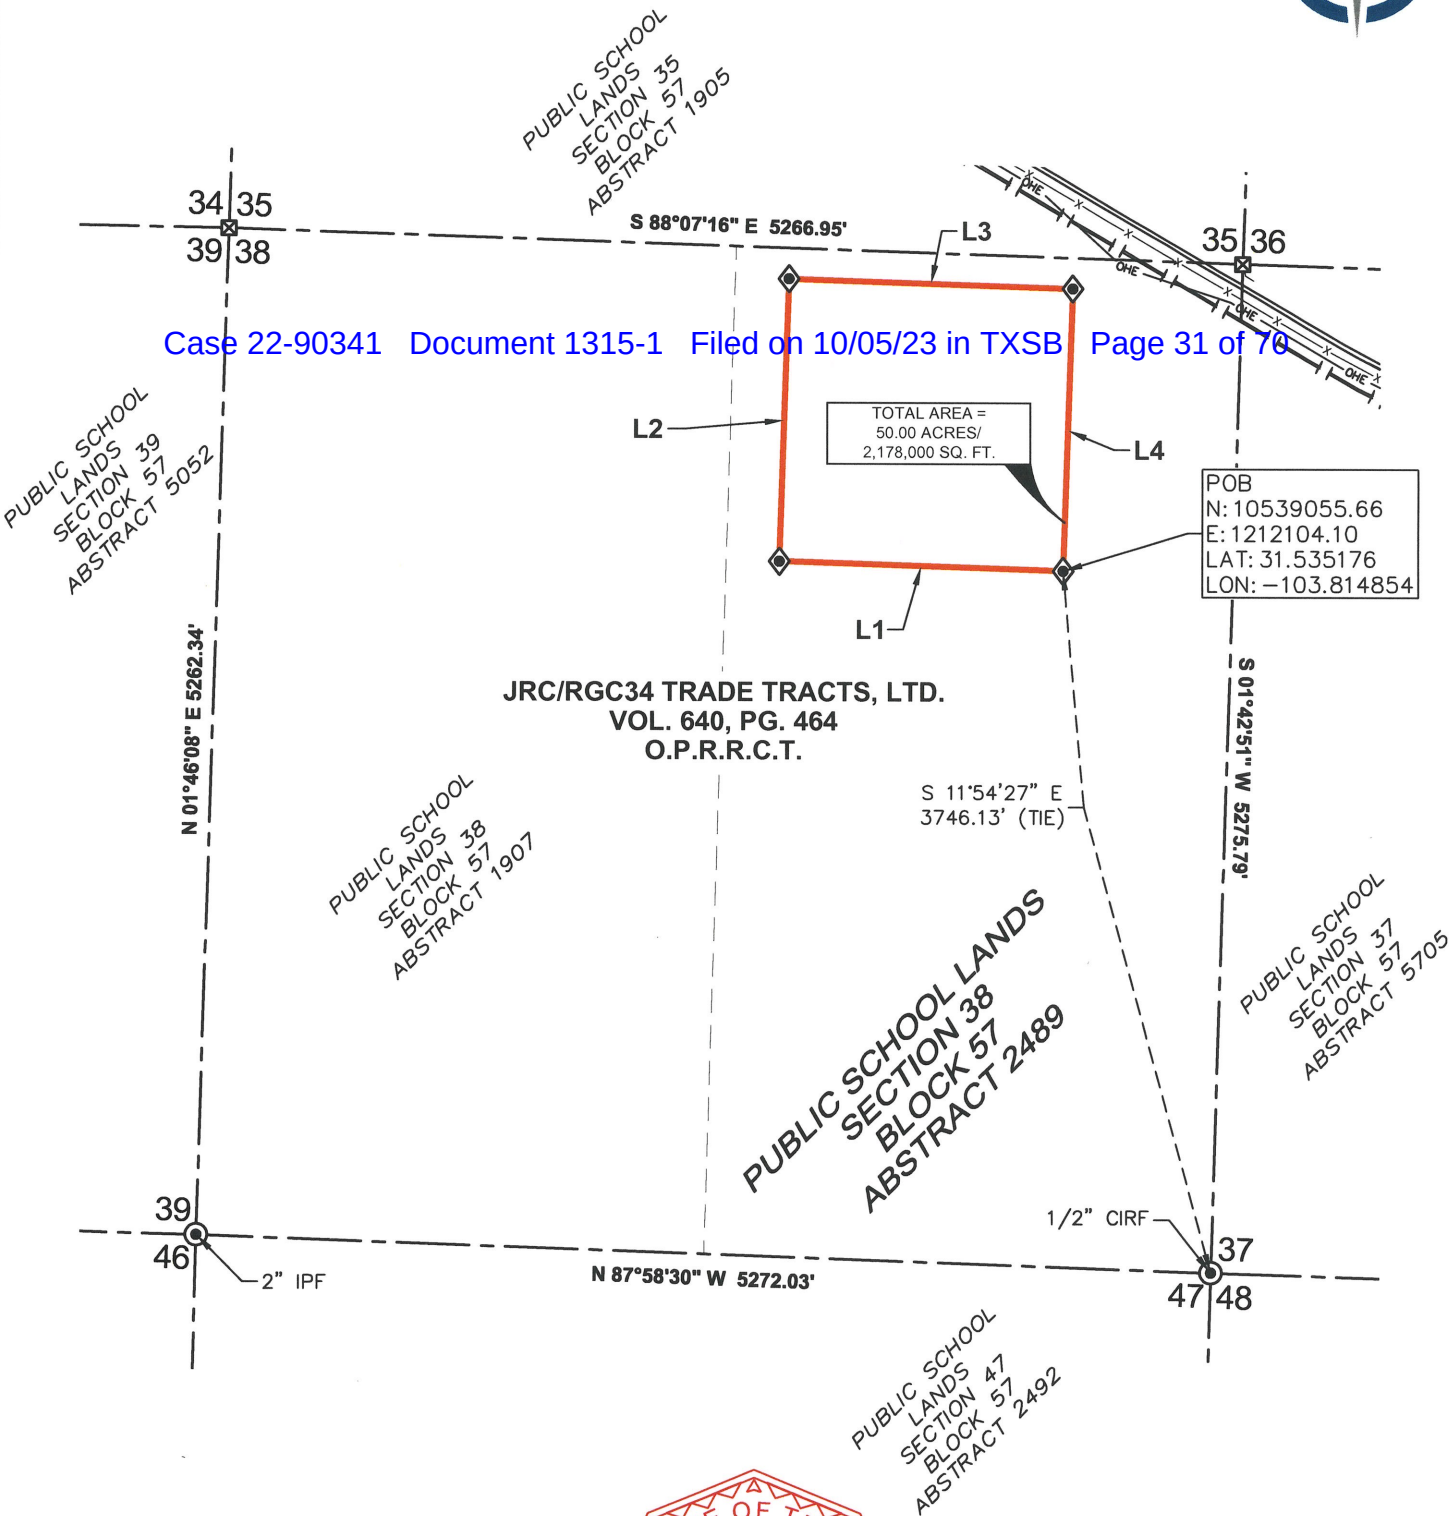 PUBLIC SCHOOL
LANDS
SECTION 35
BLOCK 57
ABSTRACT 1905
34 35
39 38
S 88°07'16" E 5266.95'
L3
35 36
OHE
OHE
OHE
OHE
Case 22-90341 Document 1315-1 Filed on 10/05/23 in TXSB Page 31 of 70
PUBLIC SCHOOL
LANDS
SECTION 39
BLOCK 57
ABSTRACT 5052
L2
TOTAL AREA =
50.00 ACRES/
2,178,000 SQ. FT.
L4
POB
N: 10539055.66
E: 1212104.10
LAT: 31.535176
LON: −103.814854
L1
N 01°46'08" E 5262.34'
JRC/RGC34 TRADE TRACTS, LTD.
VOL. 640, PG. 464
O.P.R.R.C.T.
S 01°42'51" W 5275.79'
S 11°54'27" E
3746.13' (TIE)
PUBLIC SCHOOL
LANDS
SECTION 38
BLOCK 57
ABSTRACT 1907
PUBLIC SCHOOL LANDS
SECTION 38
BLOCK 57
ABSTRACT 2489
PUBLIC SCHOOL
LANDS
SECTION 37
BLOCK 57
ABSTRACT 5705
39
46
2" IPF
N 87°58'30" W 5272.03'
1/2" CIRF
37
47 48
PUBLIC SCHOOL
LANDS
SECTION 47
BLOCK 57
ABSTRACT 2492
OF